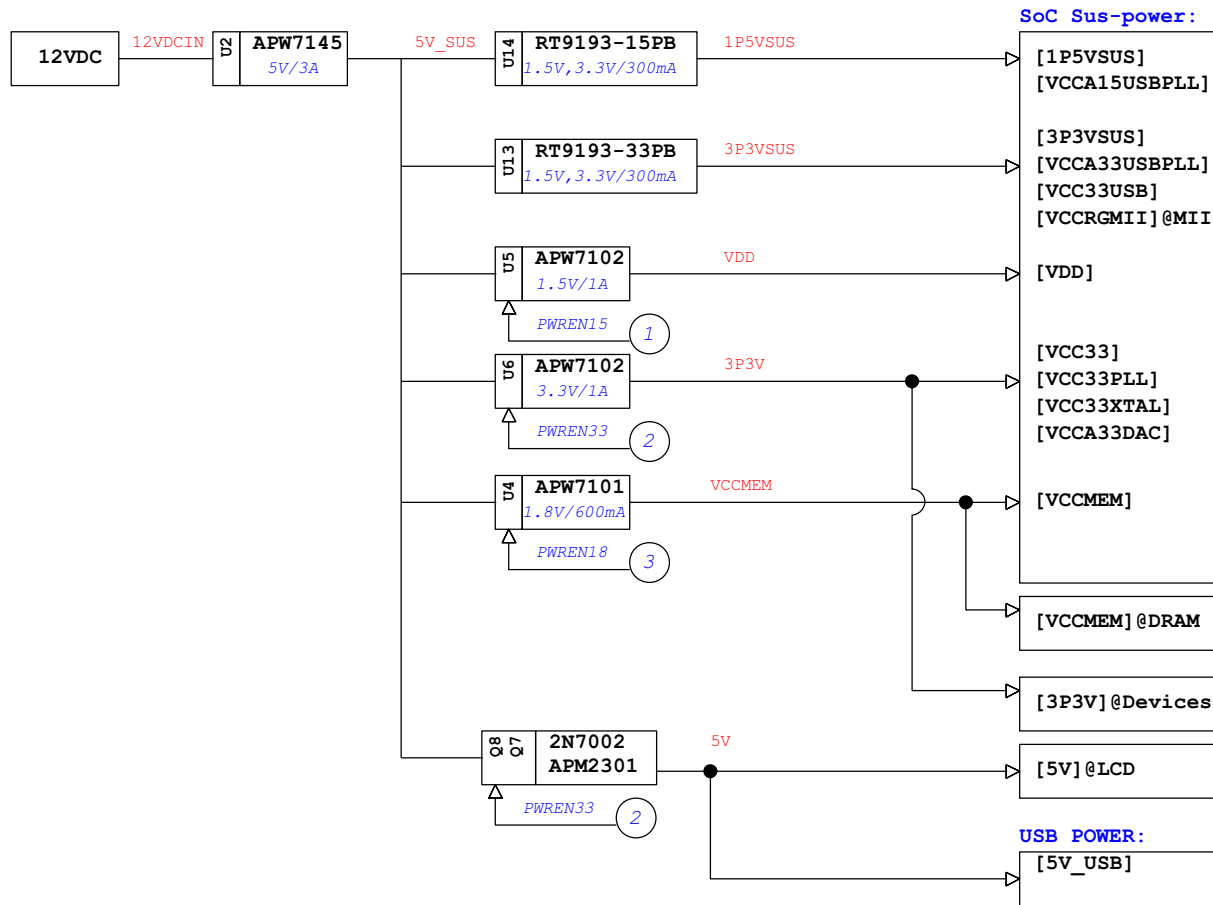 SoC Sus-power:
12VDC
12VDCIN
U2
APW7145
5V/3A
5V_SUS
U14
RT9193-15PB
1.5V,3.3V/300mA
1P5VSUS
[1P5VSUS]
[VCCA15USBPLL]
U13
RT9193-33PB
1.5V,3.3V/300mA
3P3VSUS
[3P3VSUS]
[VCCA33USBPLL]
[VCC33USB]
[VCCRGMII]@MII
U5
APW7102
1.5V/1A
VDD
[VDD]
PWREN15
1
U6
APW7102
3.3V/1A
3P3V
[VCC33]
[VCC33PLL]
[VCC33XTAL]
[VCCA33DAC]
PWREN33
2
U4
APW7101
1.8V/600mA
VCCMEM
[VCCMEM]
PWREN18
3
[VCCMEM]@DRAM
[3P3V]@Devices
Q8
Q7
2N7002
APM2301
5V
[5V]@LCD
PWREN33
2
USB POWER:
[5V_USB]